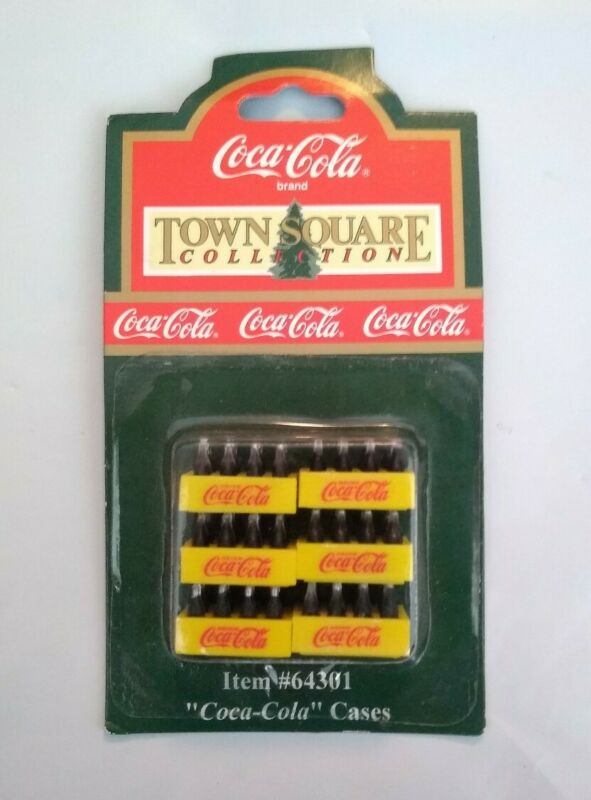 Coca-Cola®
brand
TOWN SQUARE
COLLECTION
Coca-Cola® Coca-Cola® Coca-Cola®
Coca-Cola Coca-Cola
Coca-Cola Coca-Cola
Coca-Cola Coca-Cola
Item #64301
"Coca-Cola" Cases